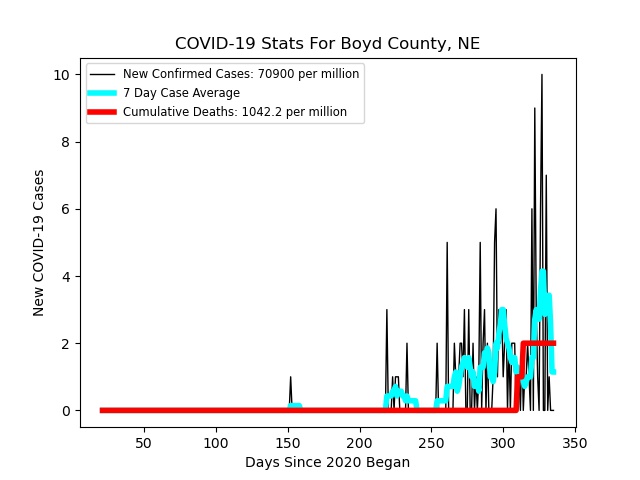 COVID-19 Stats For Boyd County, NE
New Confirmed Cases: 70900 per million
7 Day Case Average
Cumulative Deaths: 1042.2 per million
New COVID-19 Cases
10
8
6
4
2
0
50 100 150 200 250 300 350
Days Since 2020 Began